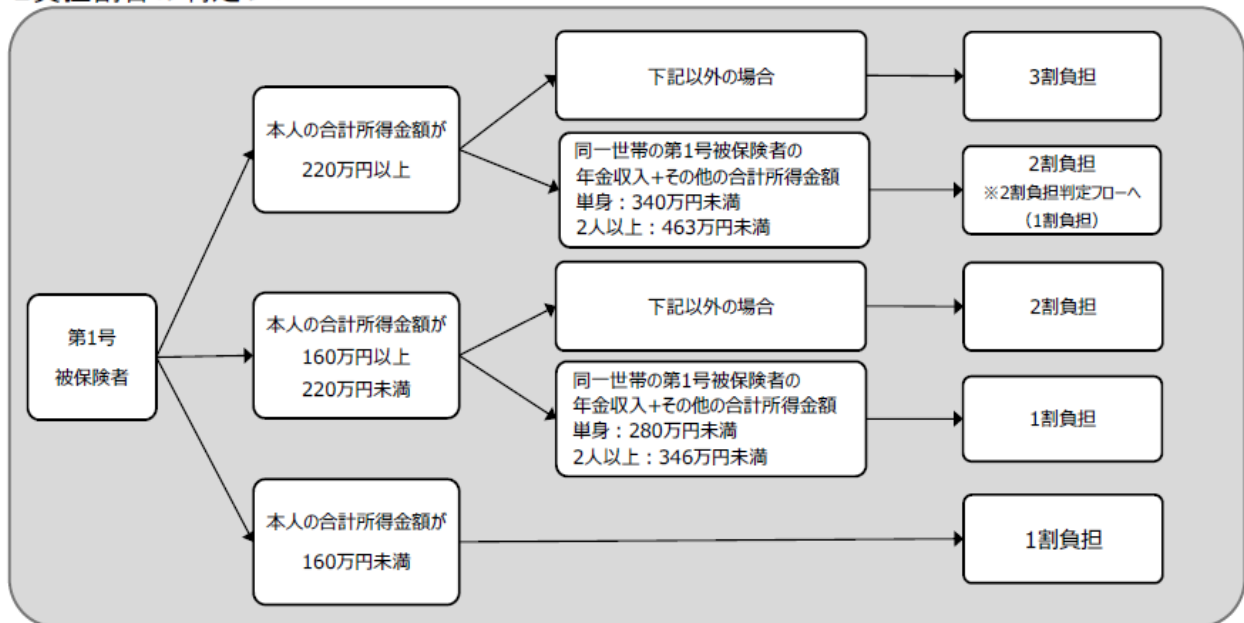 本人の合計所得金額が
220万円以上
下記以外の場合
3割負担
同一世帯の第1号被保険者の
年金収入+その他の合計所得金額
単身：340万円未満
2人以上：463万円未満
2割負担
※2割負担判定フローへ
（1割負担）
第1号
被保険者
本人の合計所得金額が
160万円以上
220万円未満
下記以外の場合
2割負担
同一世帯の第1号被保険者の
年金収入+その他の合計所得金額
単身：280万円未満
2人以上：346万円未満
1割負担
本人の合計所得金額が
160万円未満
1割負担